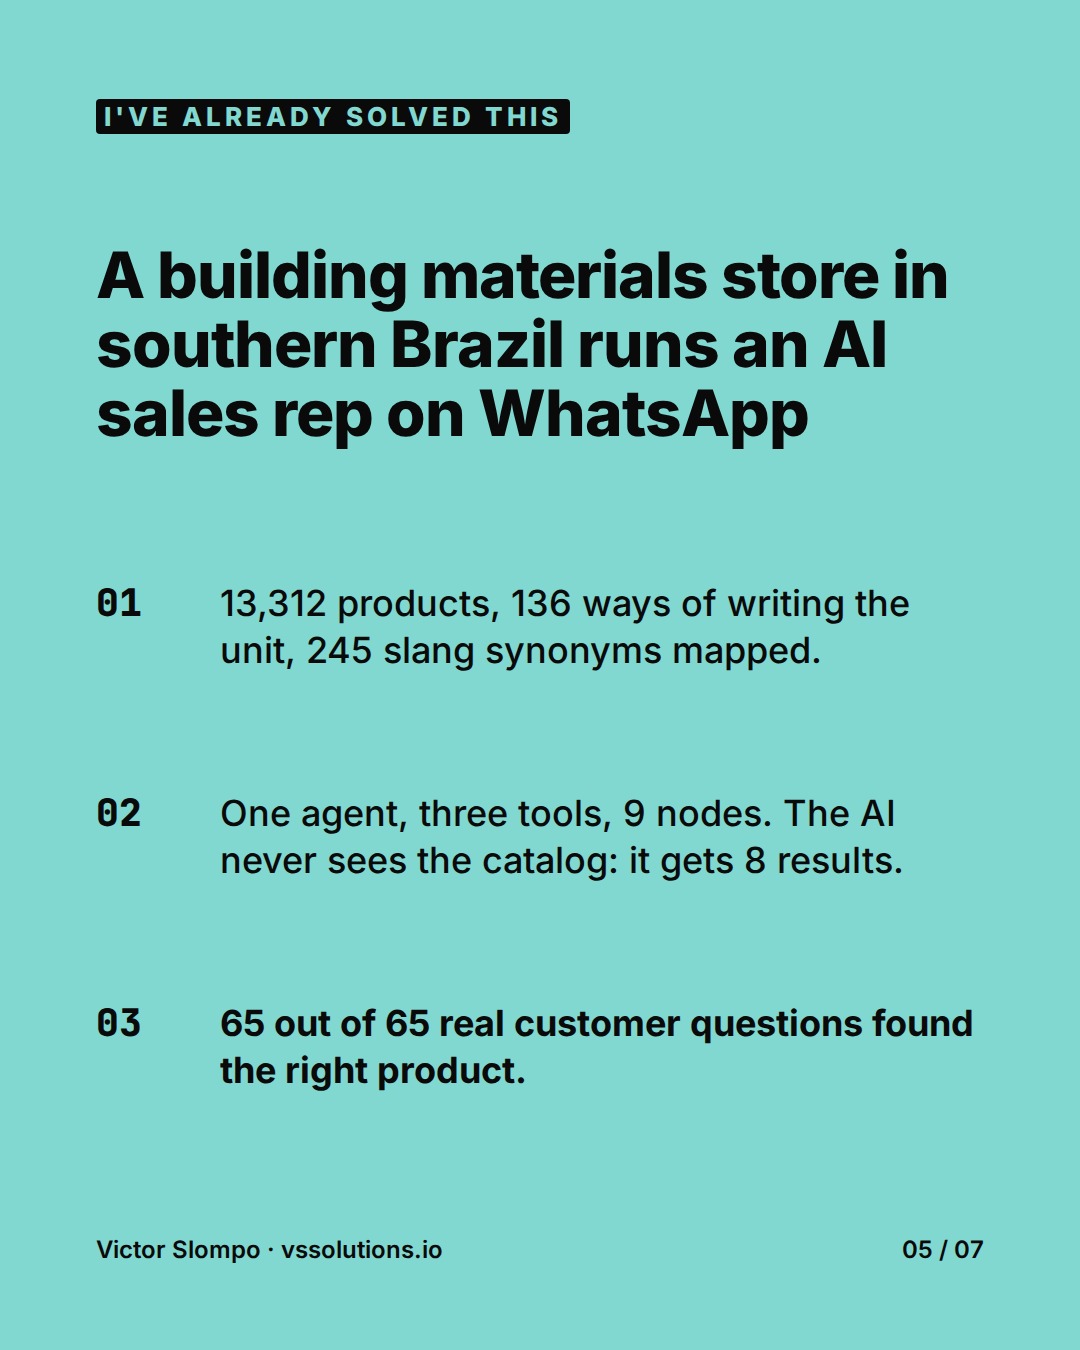 I'VE ALREADY SOLVED THIS
A building materials store in
southern Brazil runs an AI
sales rep on WhatsApp
01 13,312 products, 136 ways of writing the
unit, 245 slang synonyms mapped.
02 One agent, three tools, 9 nodes. The AI
never sees the catalog: it gets 8 results.
03 65 out of 65 real customer questions found
the right product.
Victor Slompo · vssolutions.io 05 / 07